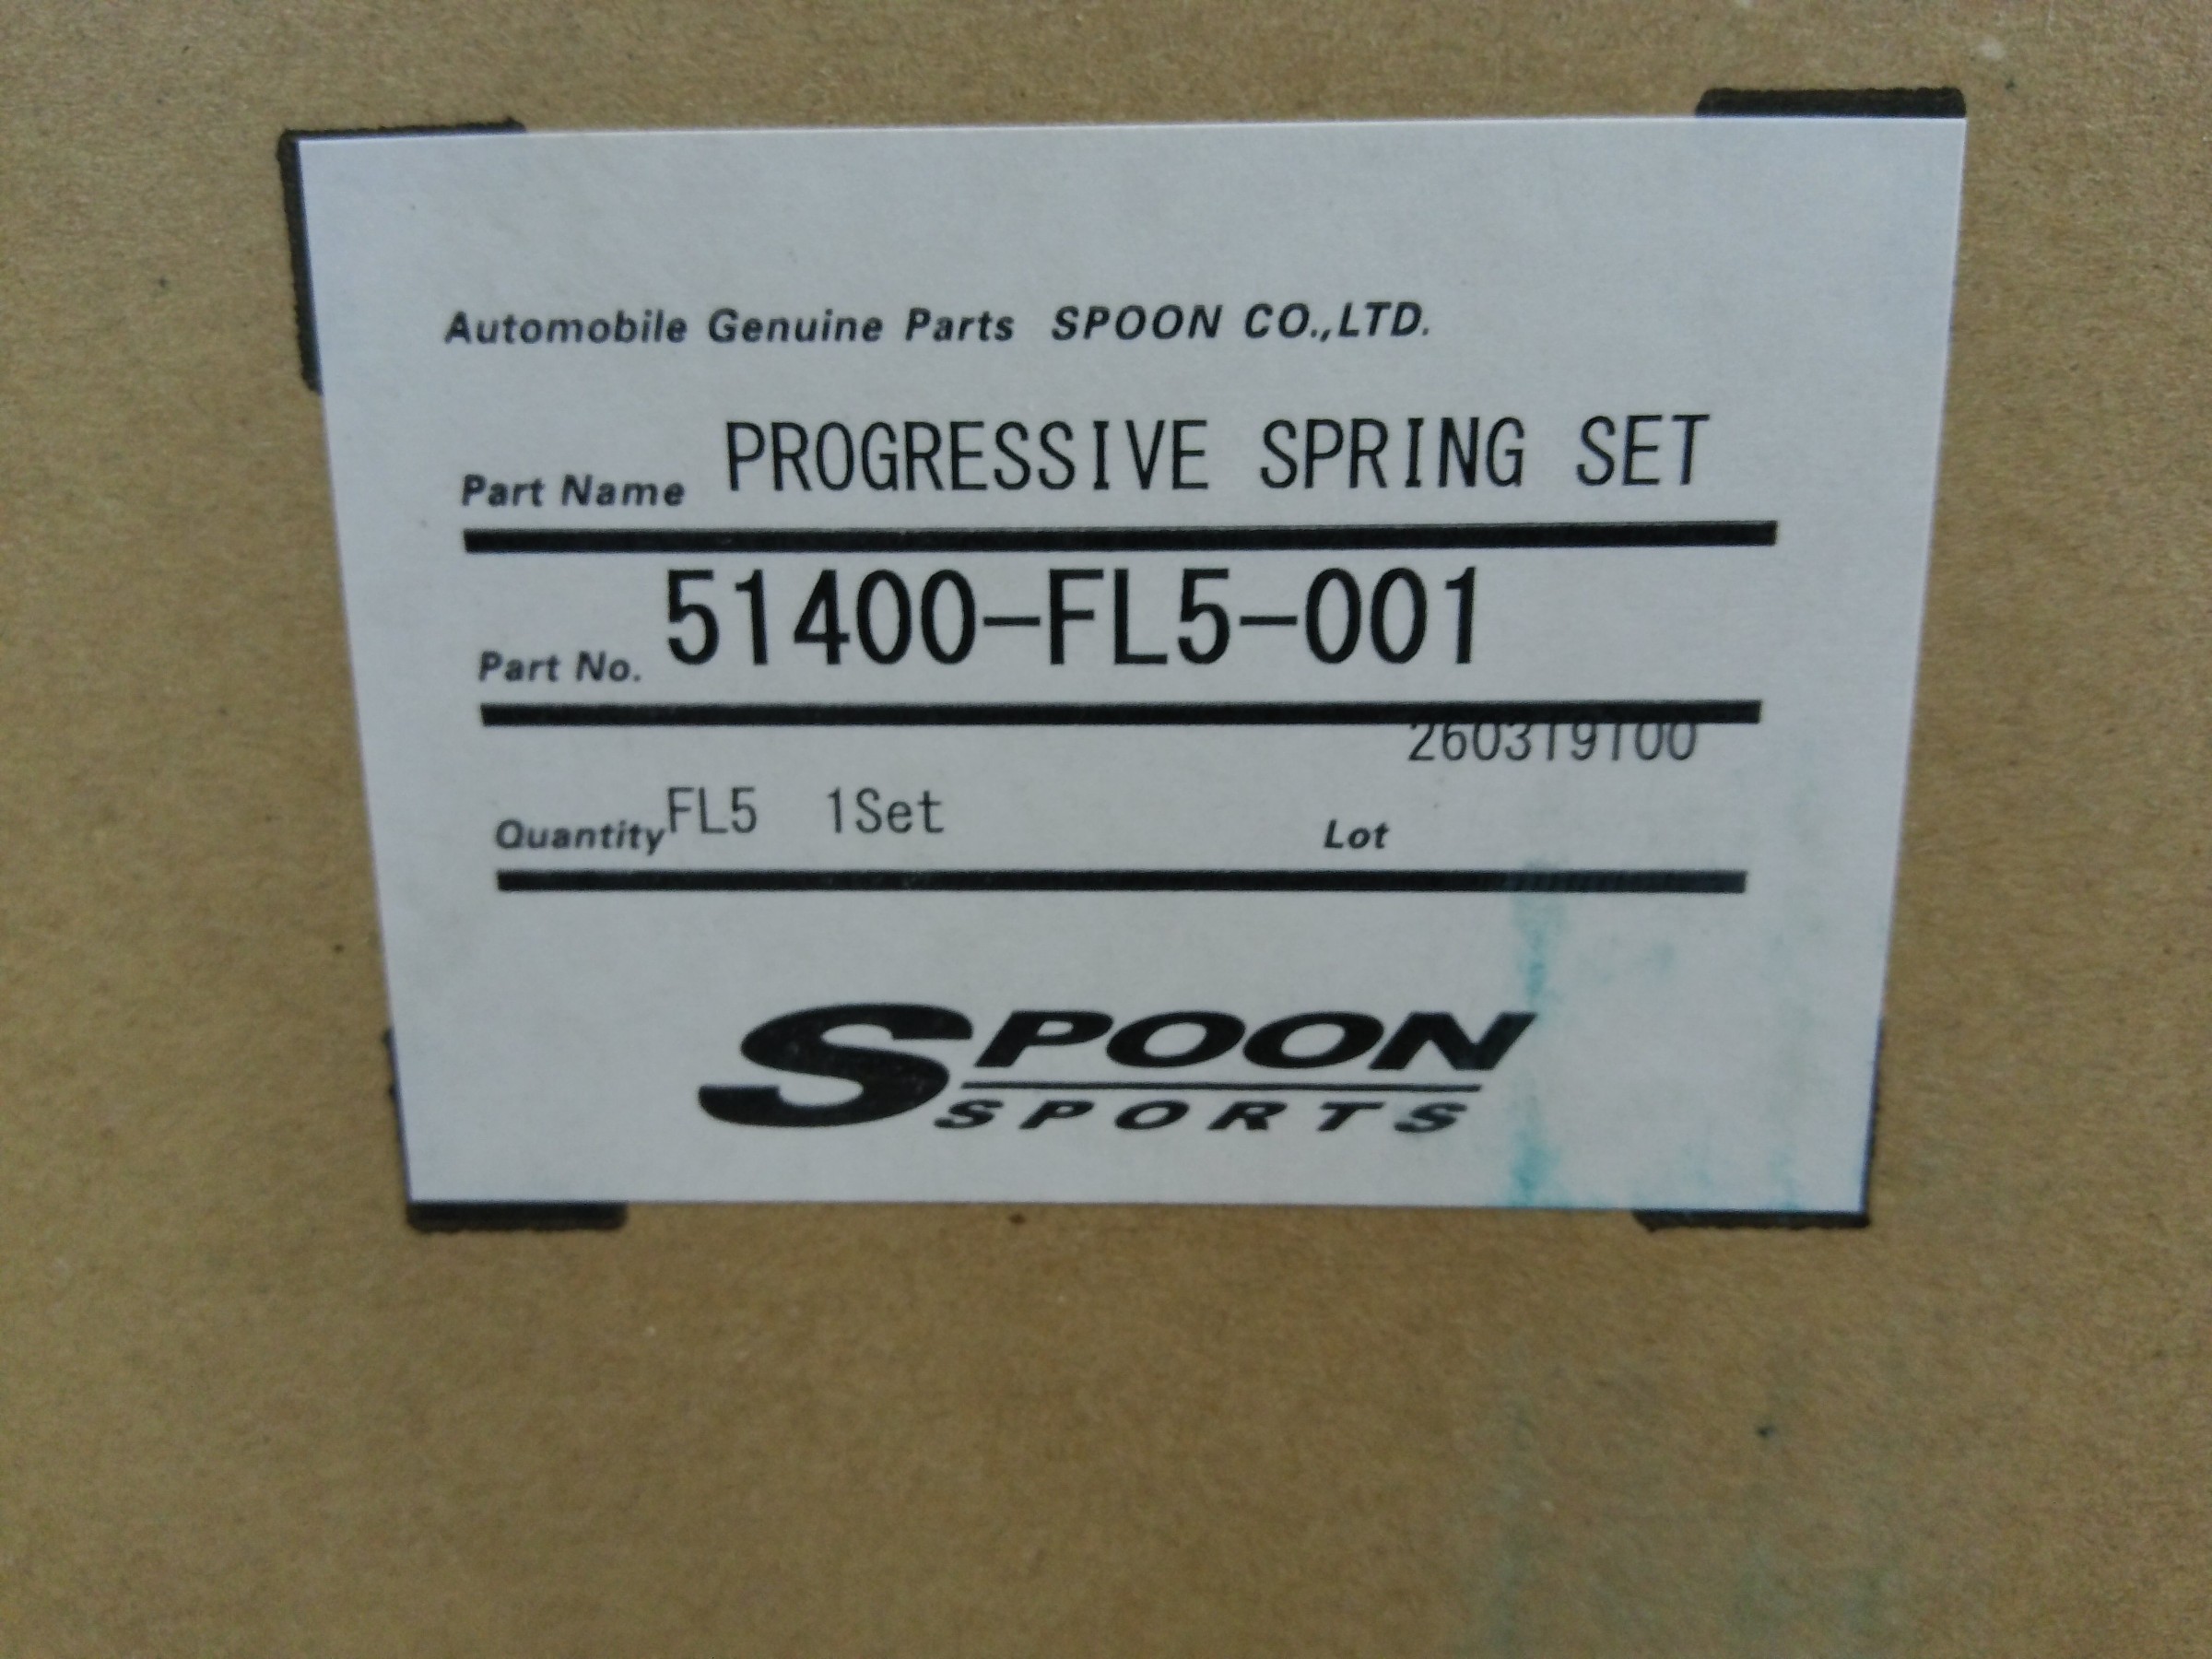 Automobile Genuine Parts SPOON CO.,LTD.
Part Name PROGRESSIVE SPRING SET
Part No. 51400-FL5-001
260319100
Quantity FL5 1Set Lot
SPOON
SPORTS